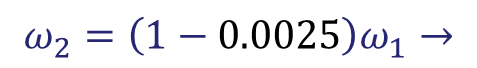 ω₂ = (1 − 0.0025)ω₁ →